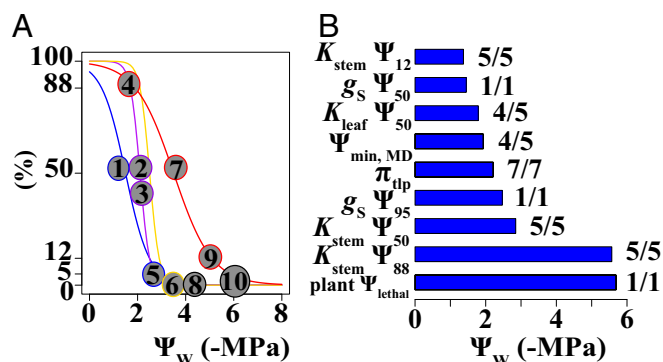 A
100
88
50
12
5
0
(%)
1 2 3 4 5 6 7 8 9 10
0 2 4 6 8
Ψw (-MPa)
B
Kstem Ψ12 5/5
gS Ψ50 1/1
Kleaf Ψ50 4/5
Ψmin, MD 4/5
πtlp 7/7
gS Ψ95 1/1
Kstem Ψ50 5/5
Kstem Ψ88 5/5
plant Ψlethal 1/1
0 2 4 6
Ψw (-MPa)